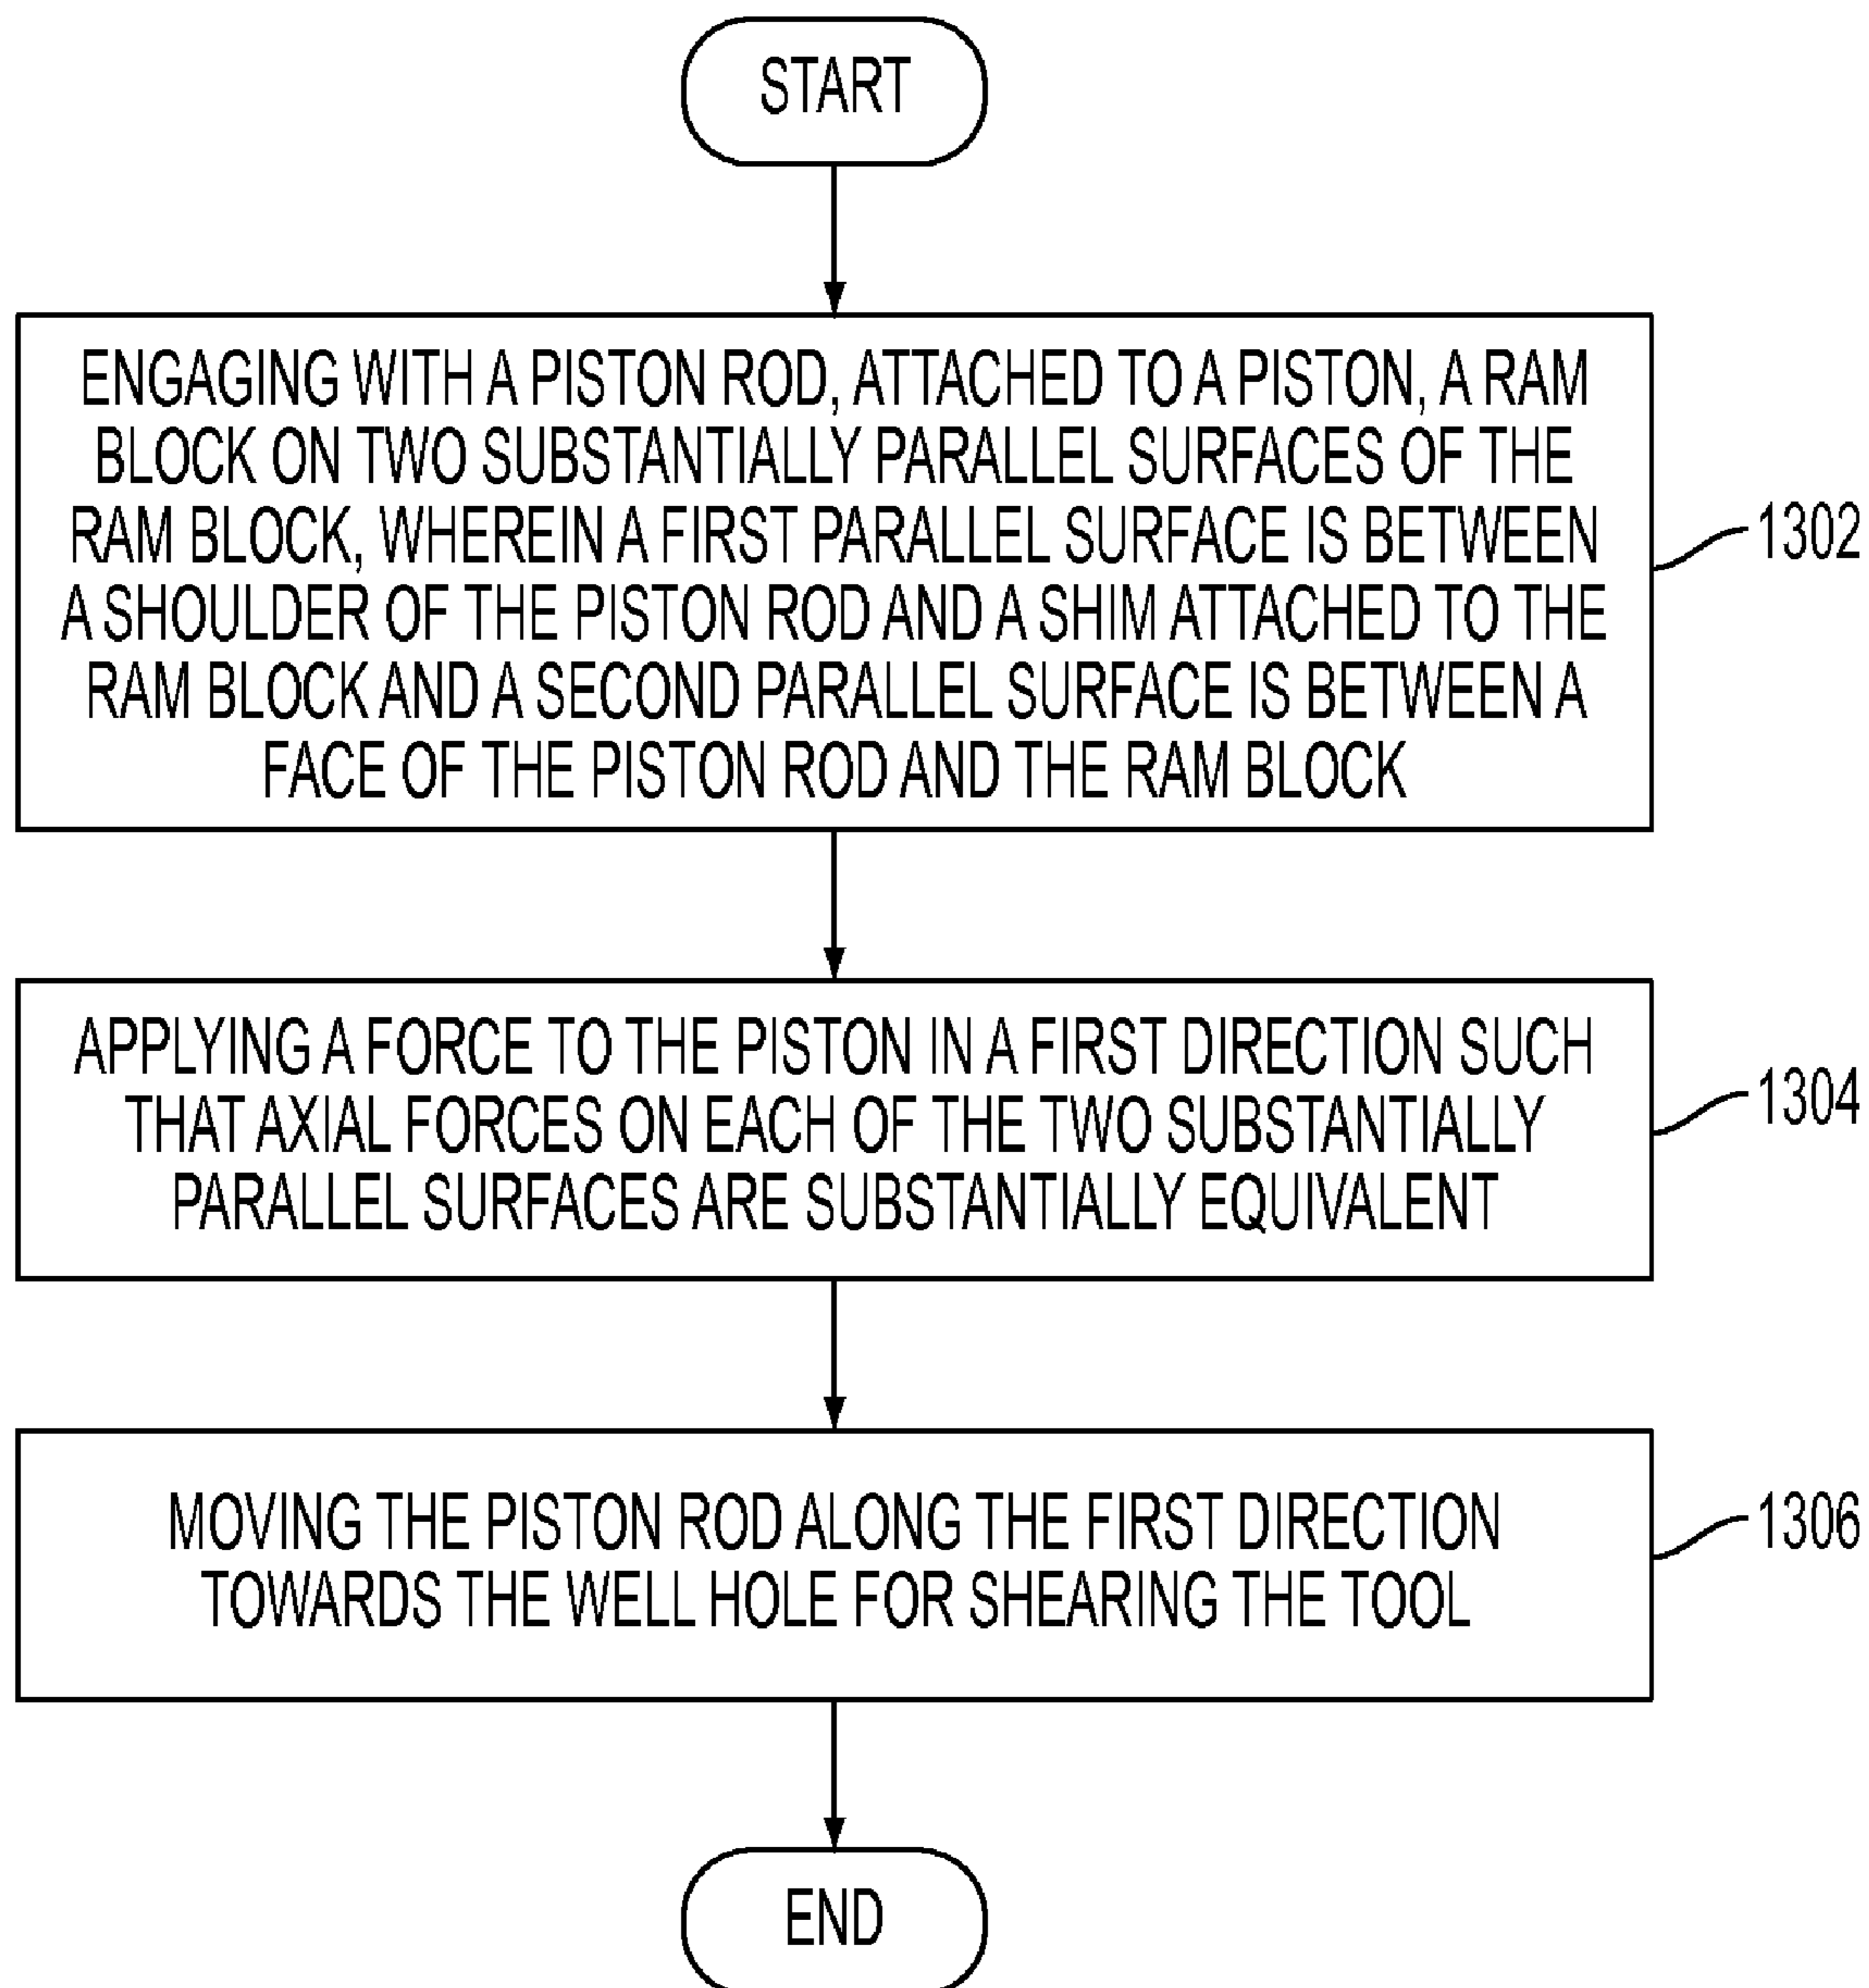 START
ENGAGING WITH A PISTON ROD, ATTACHED TO A PISTON, A RAM
BLOCK ON TWO SUBSTANTIALLY PARALLEL SURFACES OF THE
RAM BLOCK, WHEREIN A FIRST PARALLEL SURFACE IS BETWEEN
A SHOULDER OF THE PISTON ROD AND A SHIM ATTACHED TO THE
RAM BLOCK AND A SECOND PARALLEL SURFACE IS BETWEEN A
FACE OF THE PISTON ROD AND THE RAM BLOCK
1302
APPLYING A FORCE TO THE PISTON IN A FIRST DIRECTION SUCH
THAT AXIAL FORCES ON EACH OF THE TWO SUBSTANTIALLY
PARALLEL SURFACES ARE SUBSTANTIALLY EQUIVALENT
1304
MOVING THE PISTON ROD ALONG THE FIRST DIRECTION
TOWARDS THE WELL HOLE FOR SHEARING THE TOOL
1306
END